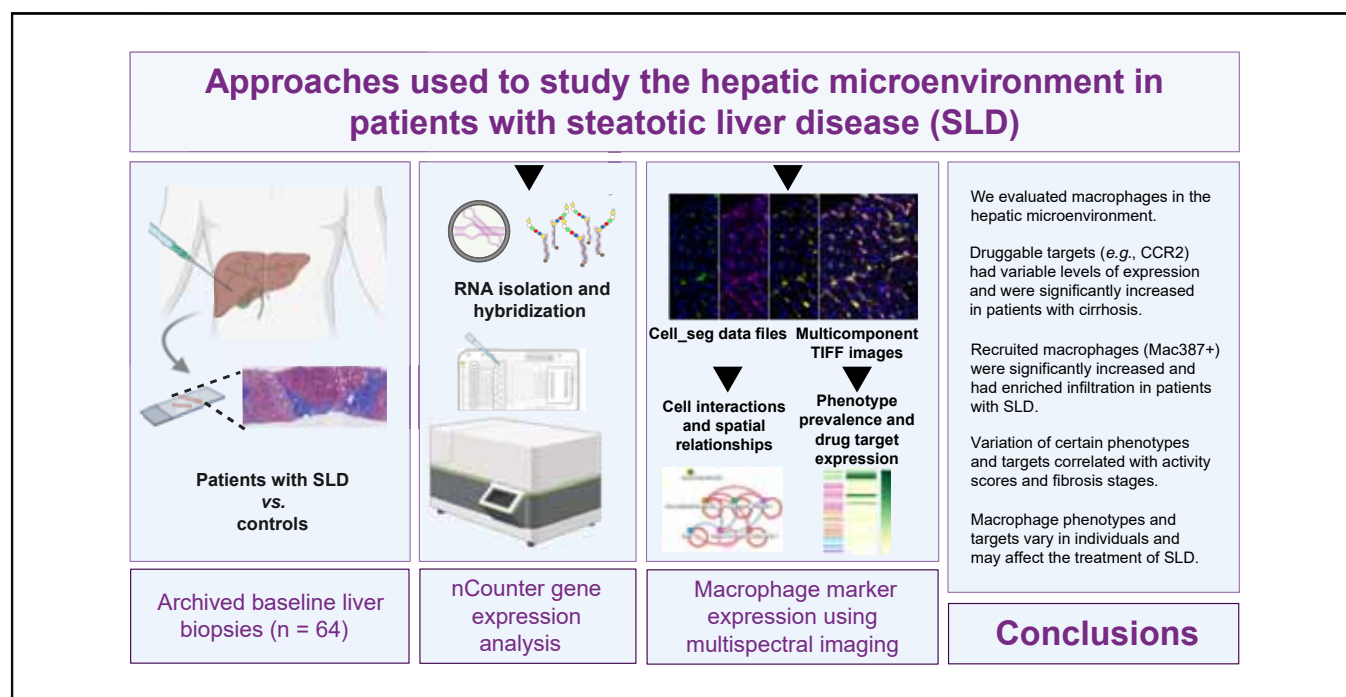 Approaches used to study the hepatic microenvironment in
patients with steatotic liver disease (SLD)
Patients with SLD
vs.
controls
Archived baseline liver
biopsies (n = 64)
RNA isolation and
hybridization
nCounter gene
expression
analysis
Cell_seg data files
Multicomponent
TIFF images
Cell interactions
and spatial
relationships
Phenotype
prevalence and
drug target
expression
Macrophage marker
expression using
multispectral imaging
We evaluated macrophages in the
hepatic microenvironment.
Druggable targets (e.g., CCR2)
had variable levels of expression
and were significantly increased
in patients with cirrhosis.
Recruited macrophages (Mac387+)
were significantly increased and
had enriched infiltration in patients
with SLD.
Variation of certain phenotypes
and targets correlated with activity
scores and fibrosis stages.
Macrophage phenotypes and
targets vary in individuals and
may affect the treatment of SLD.
Conclusions